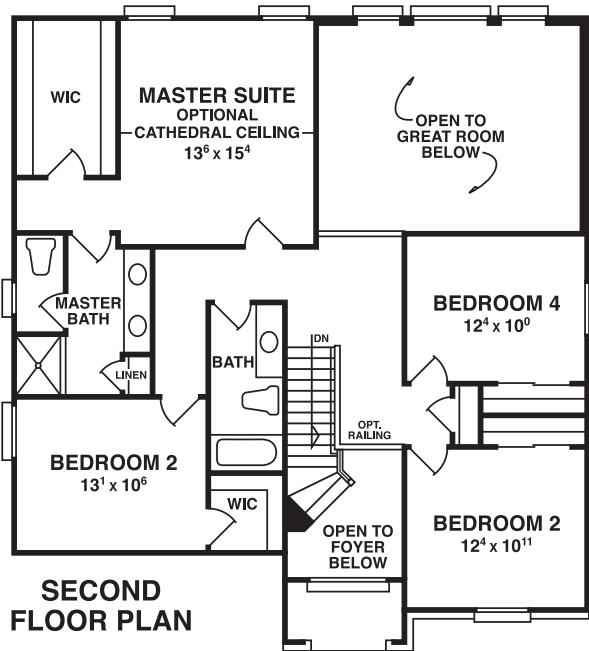 WIC
MASTER SUITE
OPTIONAL
CATHEDRAL CEILING
13⁶ x 15⁴
OPEN TO
GREAT ROOM
BELOW
MASTER
BATH
LINEN
BATH
DN
OPT.
RAILING
BEDROOM 4
12⁴ x 10⁰
BEDROOM 2
13¹ x 10⁶
WIC
OPEN TO
FOYER
BELOW
BEDROOM 2
12⁴ x 10¹¹
SECOND
FLOOR PLAN